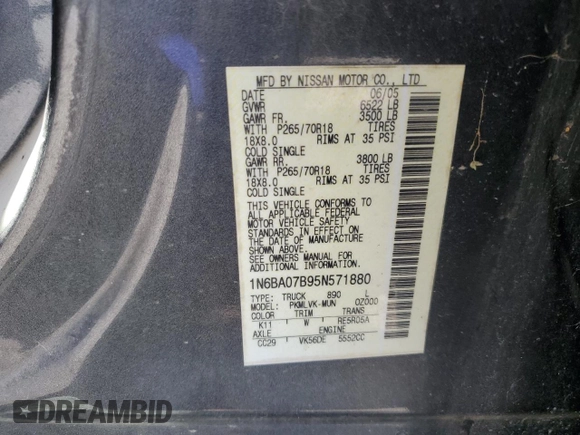 MFD BY NISSAN MOTOR CO., LTD
DATE 06/05
GVWR 6522 LB
GAWR FR. 3500 LB
WITH P265/70R18 TIRES
18X8.0 RIMS AT 35 PSI
COLD SINGLE
GAWR RR. 3800 LB
WITH P265/70R18 TIRES
18X8.0 RIMS AT 35 PSI
COLD SINGLE
THIS VEHICLE CONFORMS TO
ALL APPLICABLE FEDERAL
MOTOR VEHICLE SAFETY
STANDARDS IN EFFECT ON
THE DATE OF MANUFACTURE
SHOWN ABOVE.
SEE OWNERS MANUAL FOR
ADDITIONAL INFORMATION
1N6BA07B95N571880
TYPE: TRUCK 890 L
MODEL: PKMLVK-MUN 0Z000
COLOR TRIM TRANS
K11 W RE5R05A
AXLE ENGINE
CC29 VK56DE 5552CC
DREAMBID